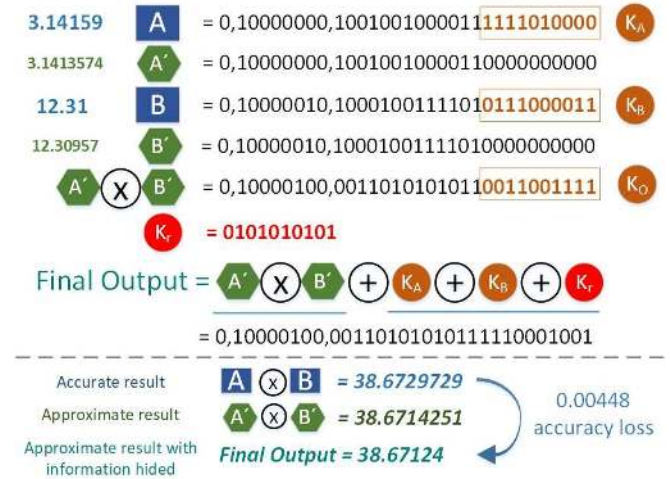 3.14159 A = 0,10000000,10010010000111111010000 K_A
3.1413574 A´ = 0,10000000,10010010000110000000000
12.31 B = 0,10000010,10001001111010111000011 K_B
12.30957 B´ = 0,10000010,10001001111010000000000
A´ x B´ = 0,10000100,00110101010110011001111 K_O
K_r = 0101010101
Final Output = A´ x B´ + K_A + K_B + K_r
= 0,10000100,00110101010111110001001
Accurate result A x B = 38.6729729
Approximate result A´ x B´ = 38.6714251
Approximate result with
information hided Final Output = 38.67124
0.00448
accuracy loss